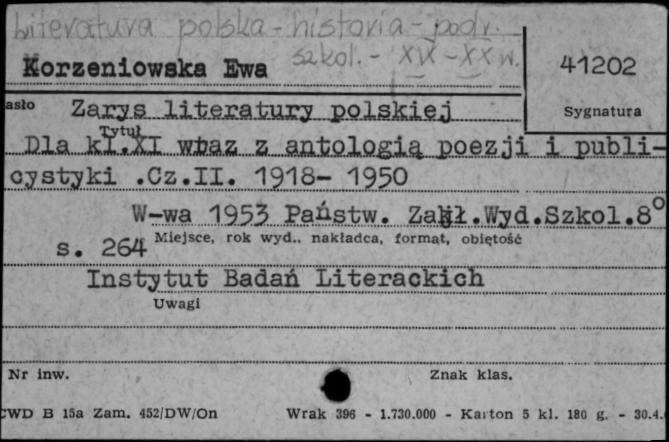 Literatura polska - historia - podr.
szkol. - XIX - XX w.
Korzeniowska Ewa
41202
asło Zarys literatury polskiej
Sygnatura
Tytuł
Dla kl.XI wraz z antologią poezji i publi-
cystyki .Cz.II. 1918- 1950
W-wa 1953 Państw. Zakł.Wyd.Szkol.8°
s. 264 Miejsce, rok wyd., nakładca, format, obiętość
Instytut Badań Literackich
Uwagi
Nr inw.
Znak klas.
CWD B 15a Zam. 452/DW/On Wrak 396 - 1.730.000 - Karton 5 kl. 180 g. - 30.4.